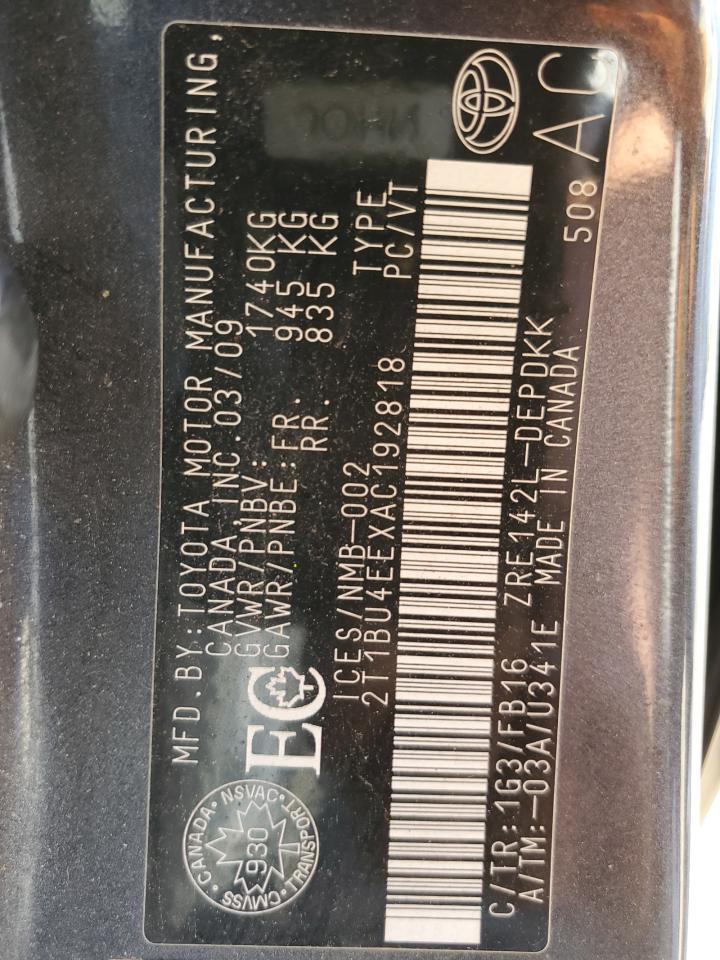 MFD.BY:TOYOTA MOTOR MANUFACTURING,
CANADA,INC.03/09
GVWR/PNBV: 1740KG
GAWR/PNBE:FR. 945 KG
RR. 835 KG
CANADA • NSVAC • TRANSPORT • CMVSS
930
EC
ICES/NMB-002 TYPE
2T1BU4EEXAC192818 PC/VT
C/TR:1G3/FB16 ZRE142L-DEPDKK
A/TM:-03A/U341E MADE IN CANADA 508
AC